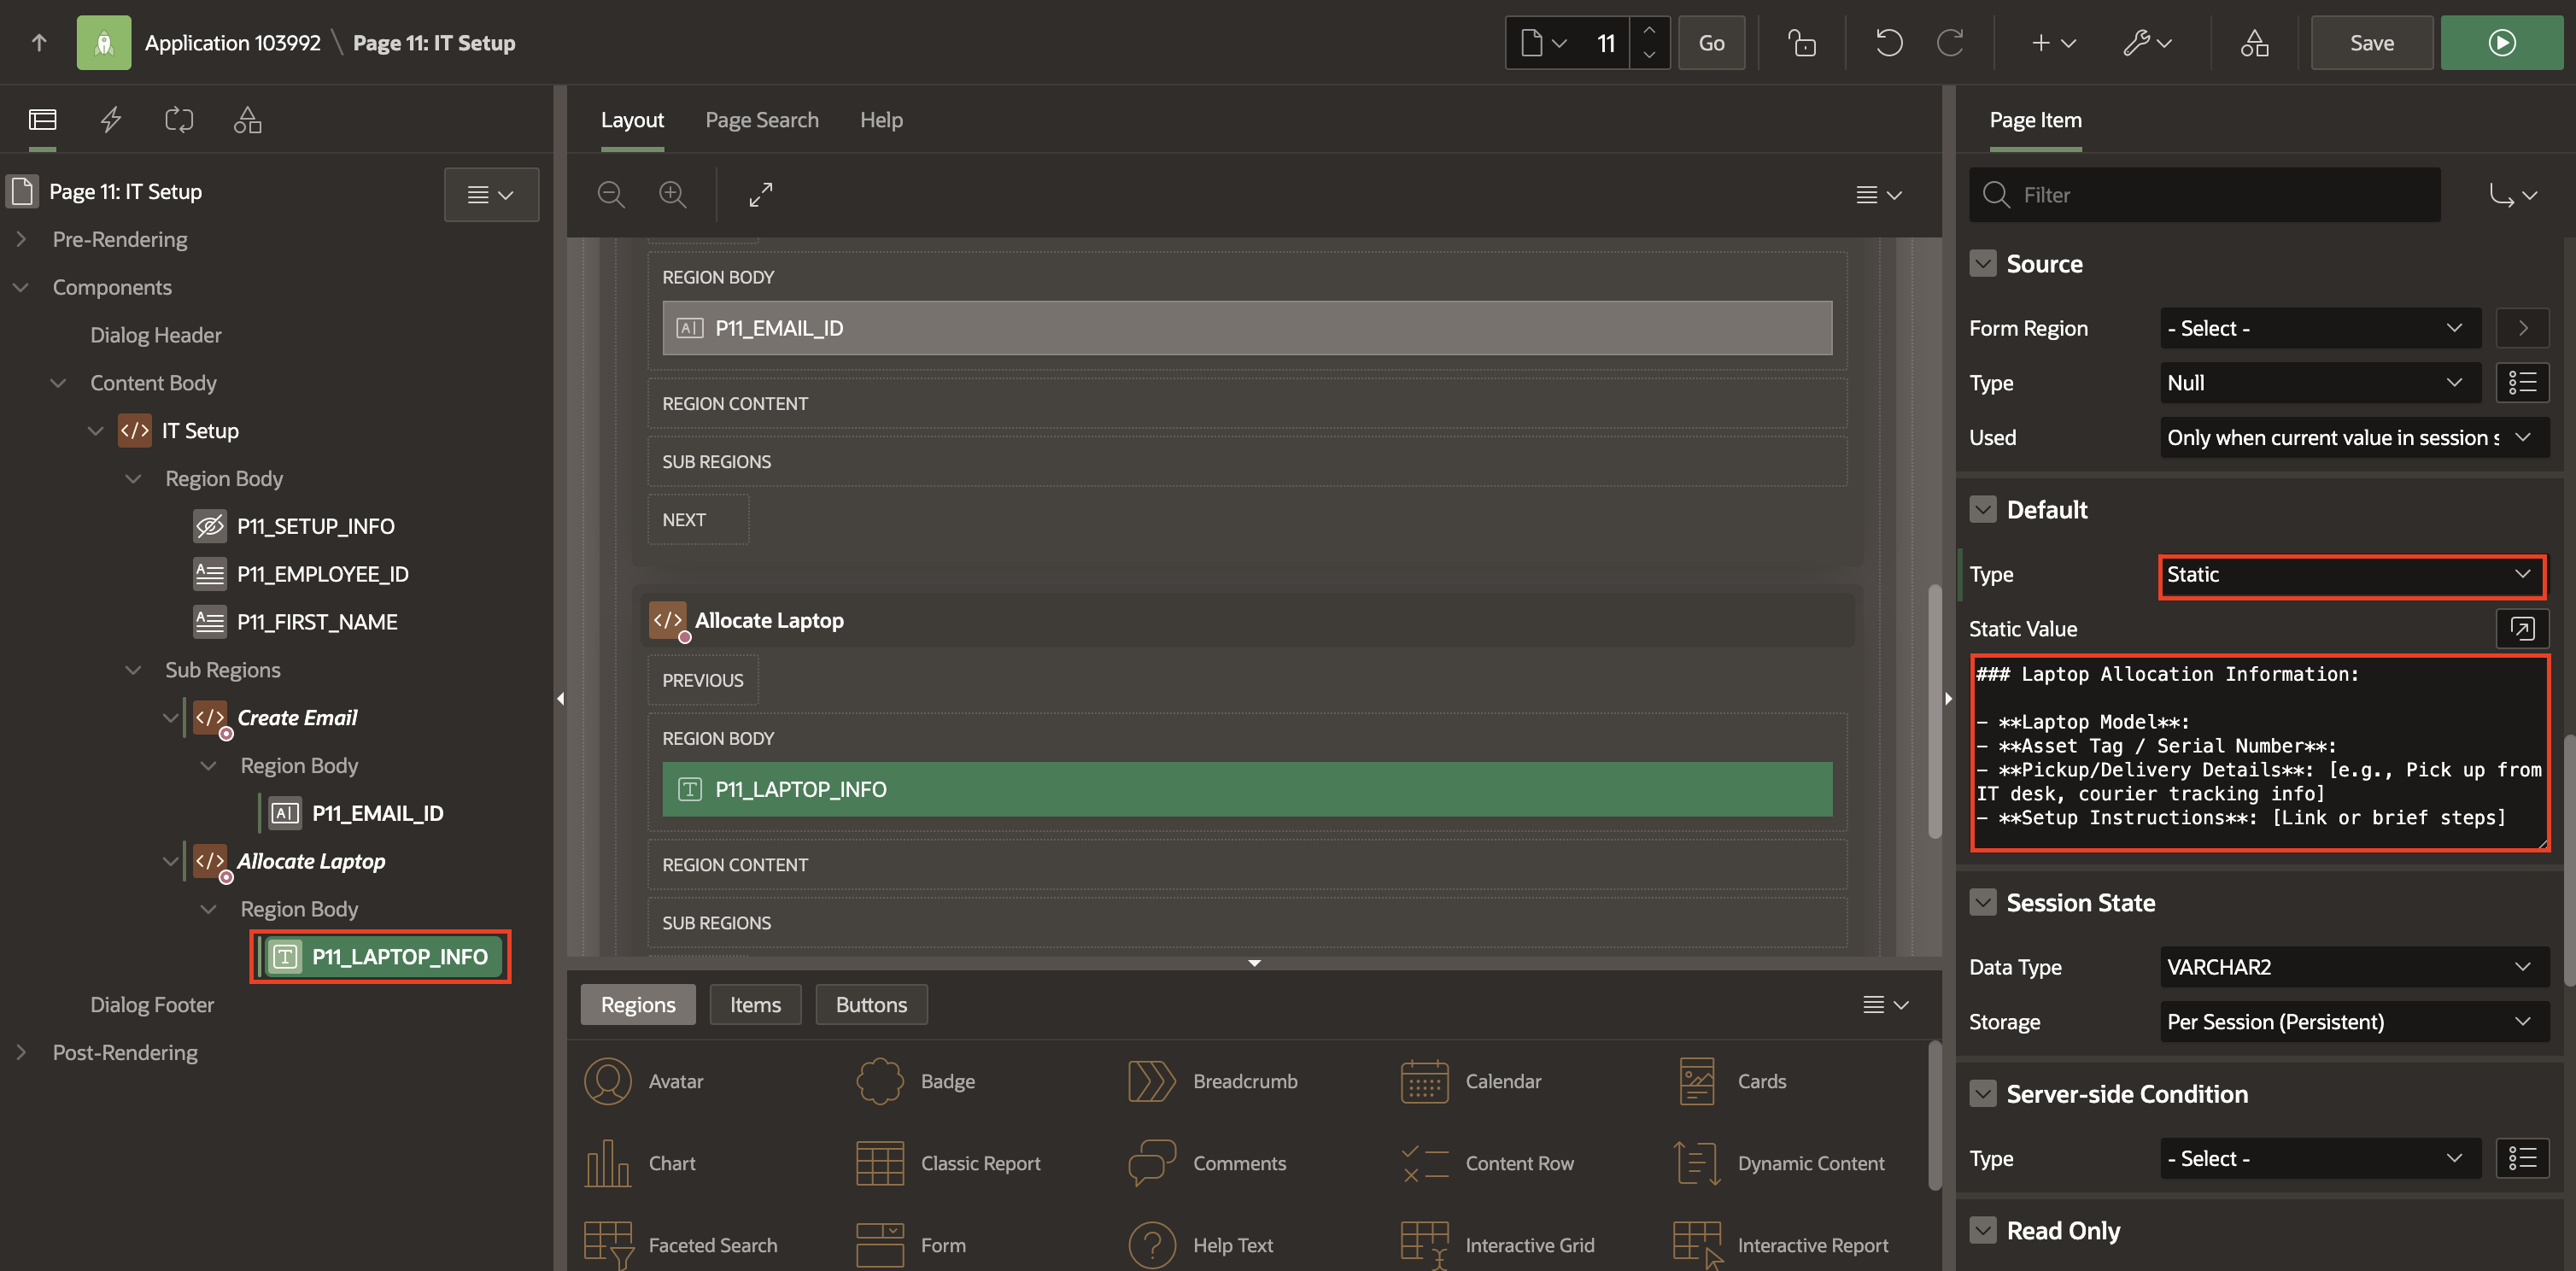 Application 103992 \ Page 11: IT Setup
11
Go
Save
Page 11: IT Setup
Pre-Rendering
Components
Dialog Header
Content Body
IT Setup
Region Body
P11_SETUP_INFO
P11_EMPLOYEE_ID
P11_FIRST_NAME
Sub Regions
Create Email
Region Body
P11_EMAIL_ID
Allocate Laptop
Region Body
P11_LAPTOP_INFO
Dialog Footer
Post-Rendering
Layout
Page Search
Help
REGION BODY
P11_EMAIL_ID
REGION CONTENT
SUB REGIONS
NEXT
Allocate Laptop
PREVIOUS
REGION BODY
P11_LAPTOP_INFO
REGION CONTENT
SUB REGIONS
Regions
Items
Buttons
Avatar
Badge
Breadcrumb
Calendar
Cards
Chart
Classic Report
Comments
Content Row
Dynamic Content
Faceted Search
Form
Help Text
Interactive Grid
Interactive Report
Page Item
Filter
Source
Form Region
- Select -
Type
Null
Used
Only when current value in session s
Default
Type
Static
Static Value
### Laptop Allocation Information:
- **Laptop Model**:
- **Asset Tag / Serial Number**:
- **Pickup/Delivery Details**: [e.g., Pick up from
IT desk, courier tracking info]
- **Setup Instructions**: [Link or brief steps]
Session State
Data Type
VARCHAR2
Storage
Per Session (Persistent)
Server-side Condition
Type
- Select -
Read Only